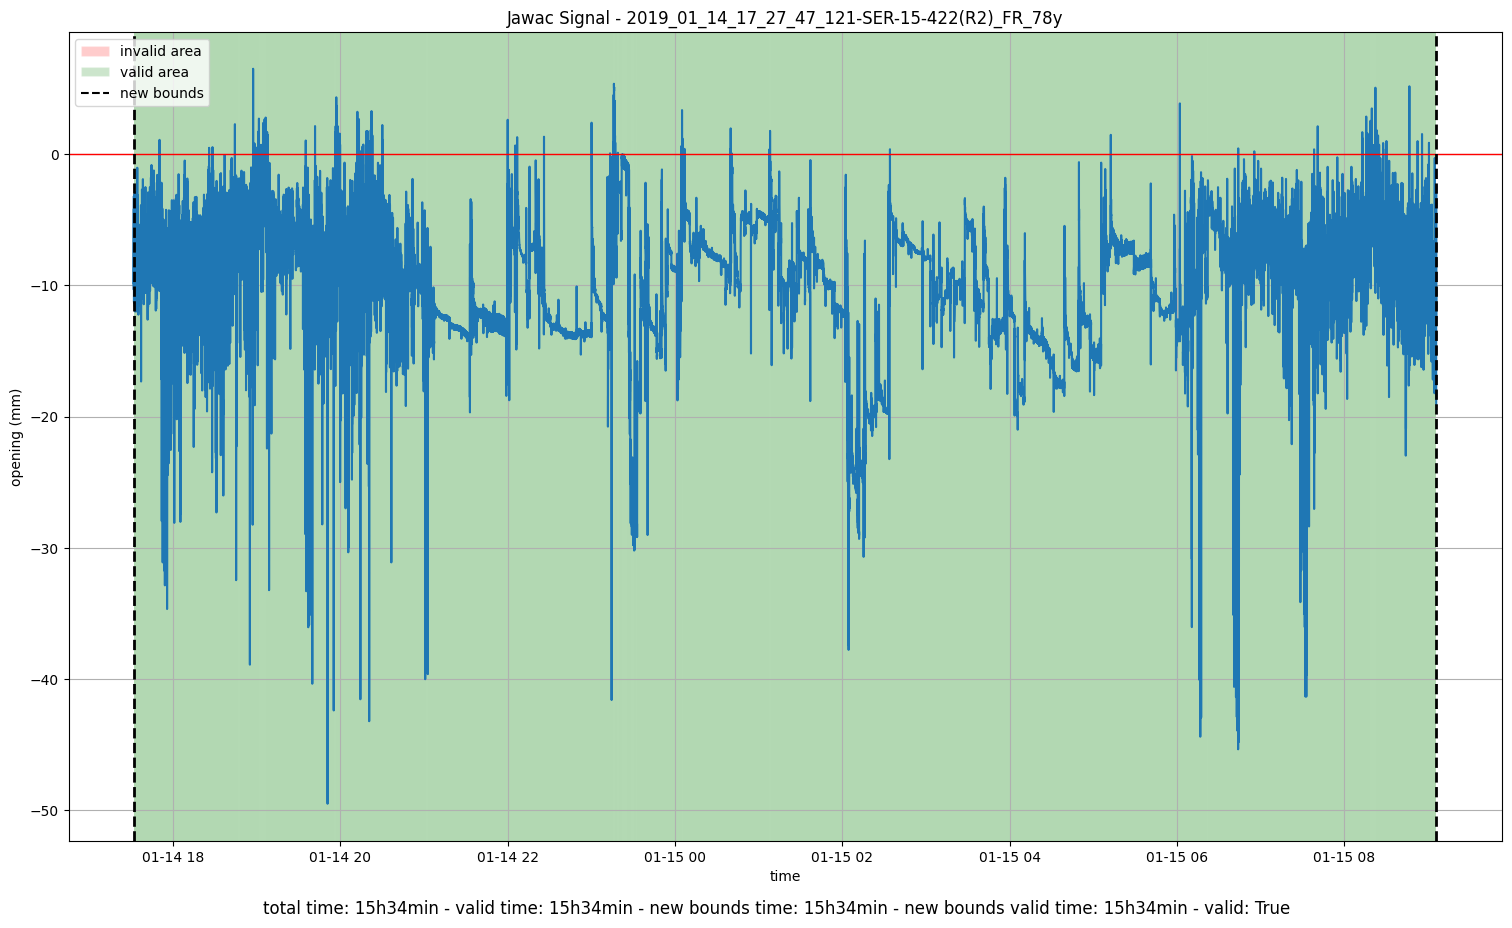 Jawac Signal - 2019_01_14_17_27_47_121-SER-15-422(R2)_FR_78y
invalid area
valid area
new bounds
0
−10
−20
−30
−40
−50
opening (mm)
01-14 18
01-14 20
01-14 22
01-15 00
01-15 02
01-15 04
01-15 06
01-15 08
time
total time: 15h34min - valid time: 15h34min - new bounds time: 15h34min - new bounds valid time: 15h34min - valid: True